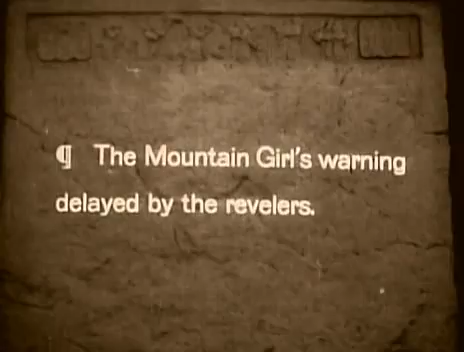 ¶ The Mountain Girl's warning
delayed by the revelers.